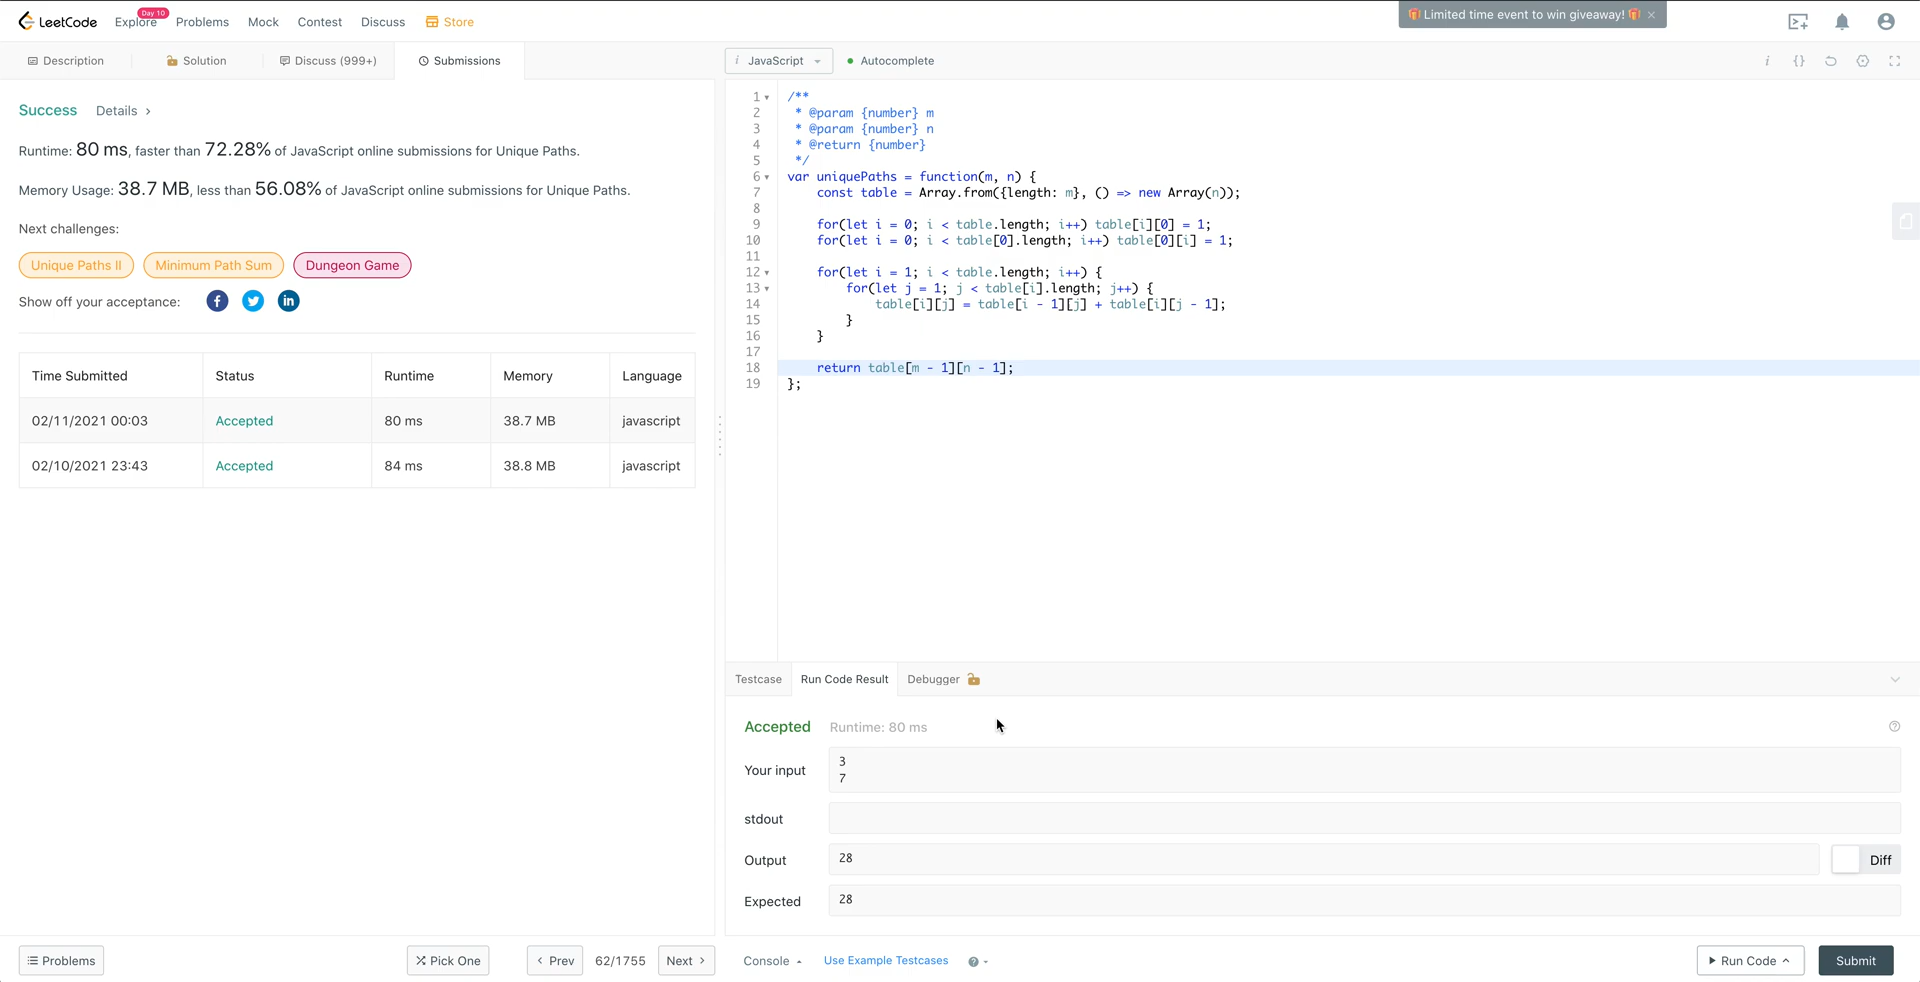 LeetCode
Explore
Day 10
Problems
Mock
Contest
Discuss
Store
Limited time event to win giveaway!
Description
Solution
Discuss (999+)
Submissions
Success
Details >
Runtime: 80 ms, faster than 72.28% of JavaScript online submissions for Unique Paths.
Memory Usage: 38.7 MB, less than 56.08% of JavaScript online submissions for Unique Paths.
Next challenges:
Unique Paths II
Minimum Path Sum
Dungeon Game
Show off your acceptance:
Time Submitted Status Runtime Memory Language
02/11/2021 00:03 Accepted 80 ms 38.7 MB javascript
02/10/2021 23:43 Accepted 84 ms 38.8 MB javascript
Problems
Pick One
< Prev
62/1755
Next >
i JavaScript
Autocomplete
i {}
1 /**
2 * @param {number} m
3 * @param {number} n
4 * @return {number}
5 */
6 var uniquePaths = function(m, n) {
7 const table = Array.from({length: m}, () => new Array(n));
8
9 for(let i = 0; i < table.length; i++) table[i][0] = 1;
10 for(let i = 0; i < table[0].length; i++) table[0][i] = 1;
11
12 for(let i = 1; i < table.length; i++) {
13 for(let j = 1; j < table[i].length; j++) {
14 table[i][j] = table[i - 1][j] + table[i][j - 1];
15 }
16 }
17
18 return table[m - 1][n - 1];
19 };
Testcase
Run Code Result
Debugger
Accepted
Runtime: 80 ms
Your input
3
7
stdout
Output
28
Diff
Expected
28
Console
Use Example Testcases
Run Code
Submit